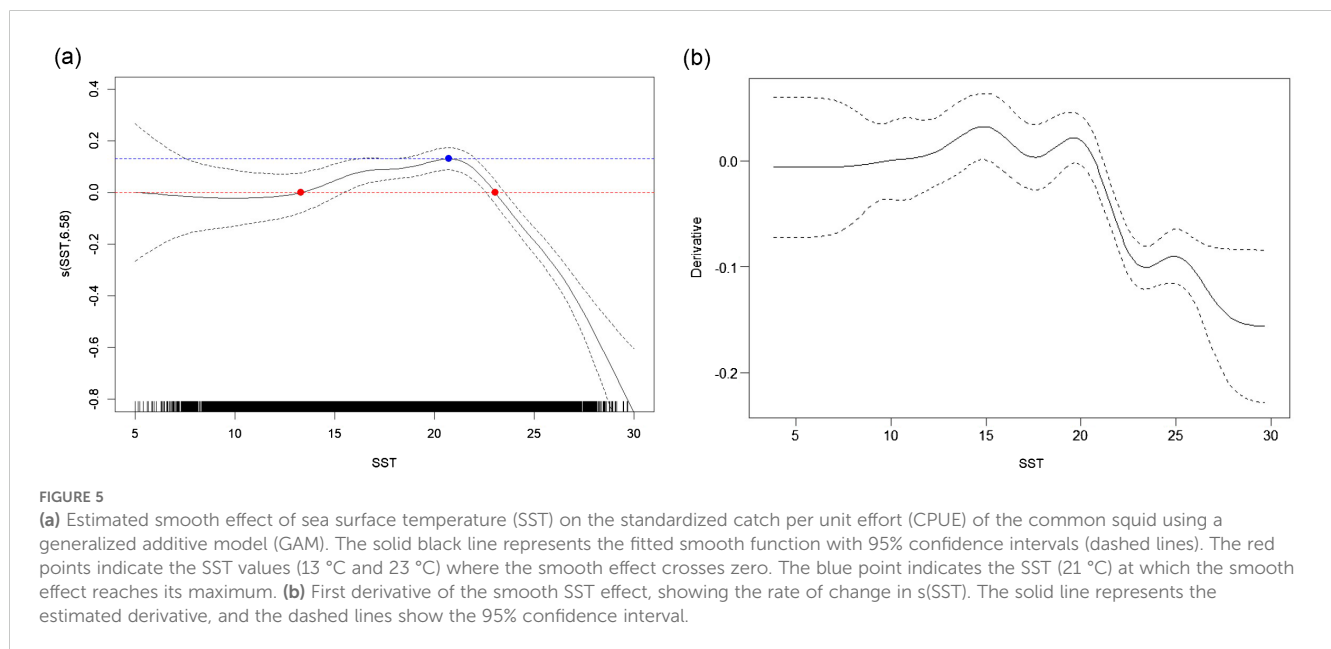 (a)
(b)
0.4
0.2
0.0
-0.2
-0.4
-0.6
-0.8
s(SST,6.58)
5 10 15 20 25 30
SST
0.0
-0.1
-0.2
Derivative
5 10 15 20 25 30
SST
FIGURE 5
(a) Estimated smooth effect of sea surface temperature (SST) on the standardized catch per unit effort (CPUE) of the common squid using a
generalized additive model (GAM). The solid black line represents the fitted smooth function with 95% confidence intervals (dashed lines). The red
points indicate the SST values (13 °C and 23 °C) where the smooth effect crosses zero. The blue point indicates the SST (21 °C) at which the smooth
effect reaches its maximum. (b) First derivative of the smooth SST effect, showing the rate of change in s(SST). The solid line represents the
estimated derivative, and the dashed lines show the 95% confidence interval.